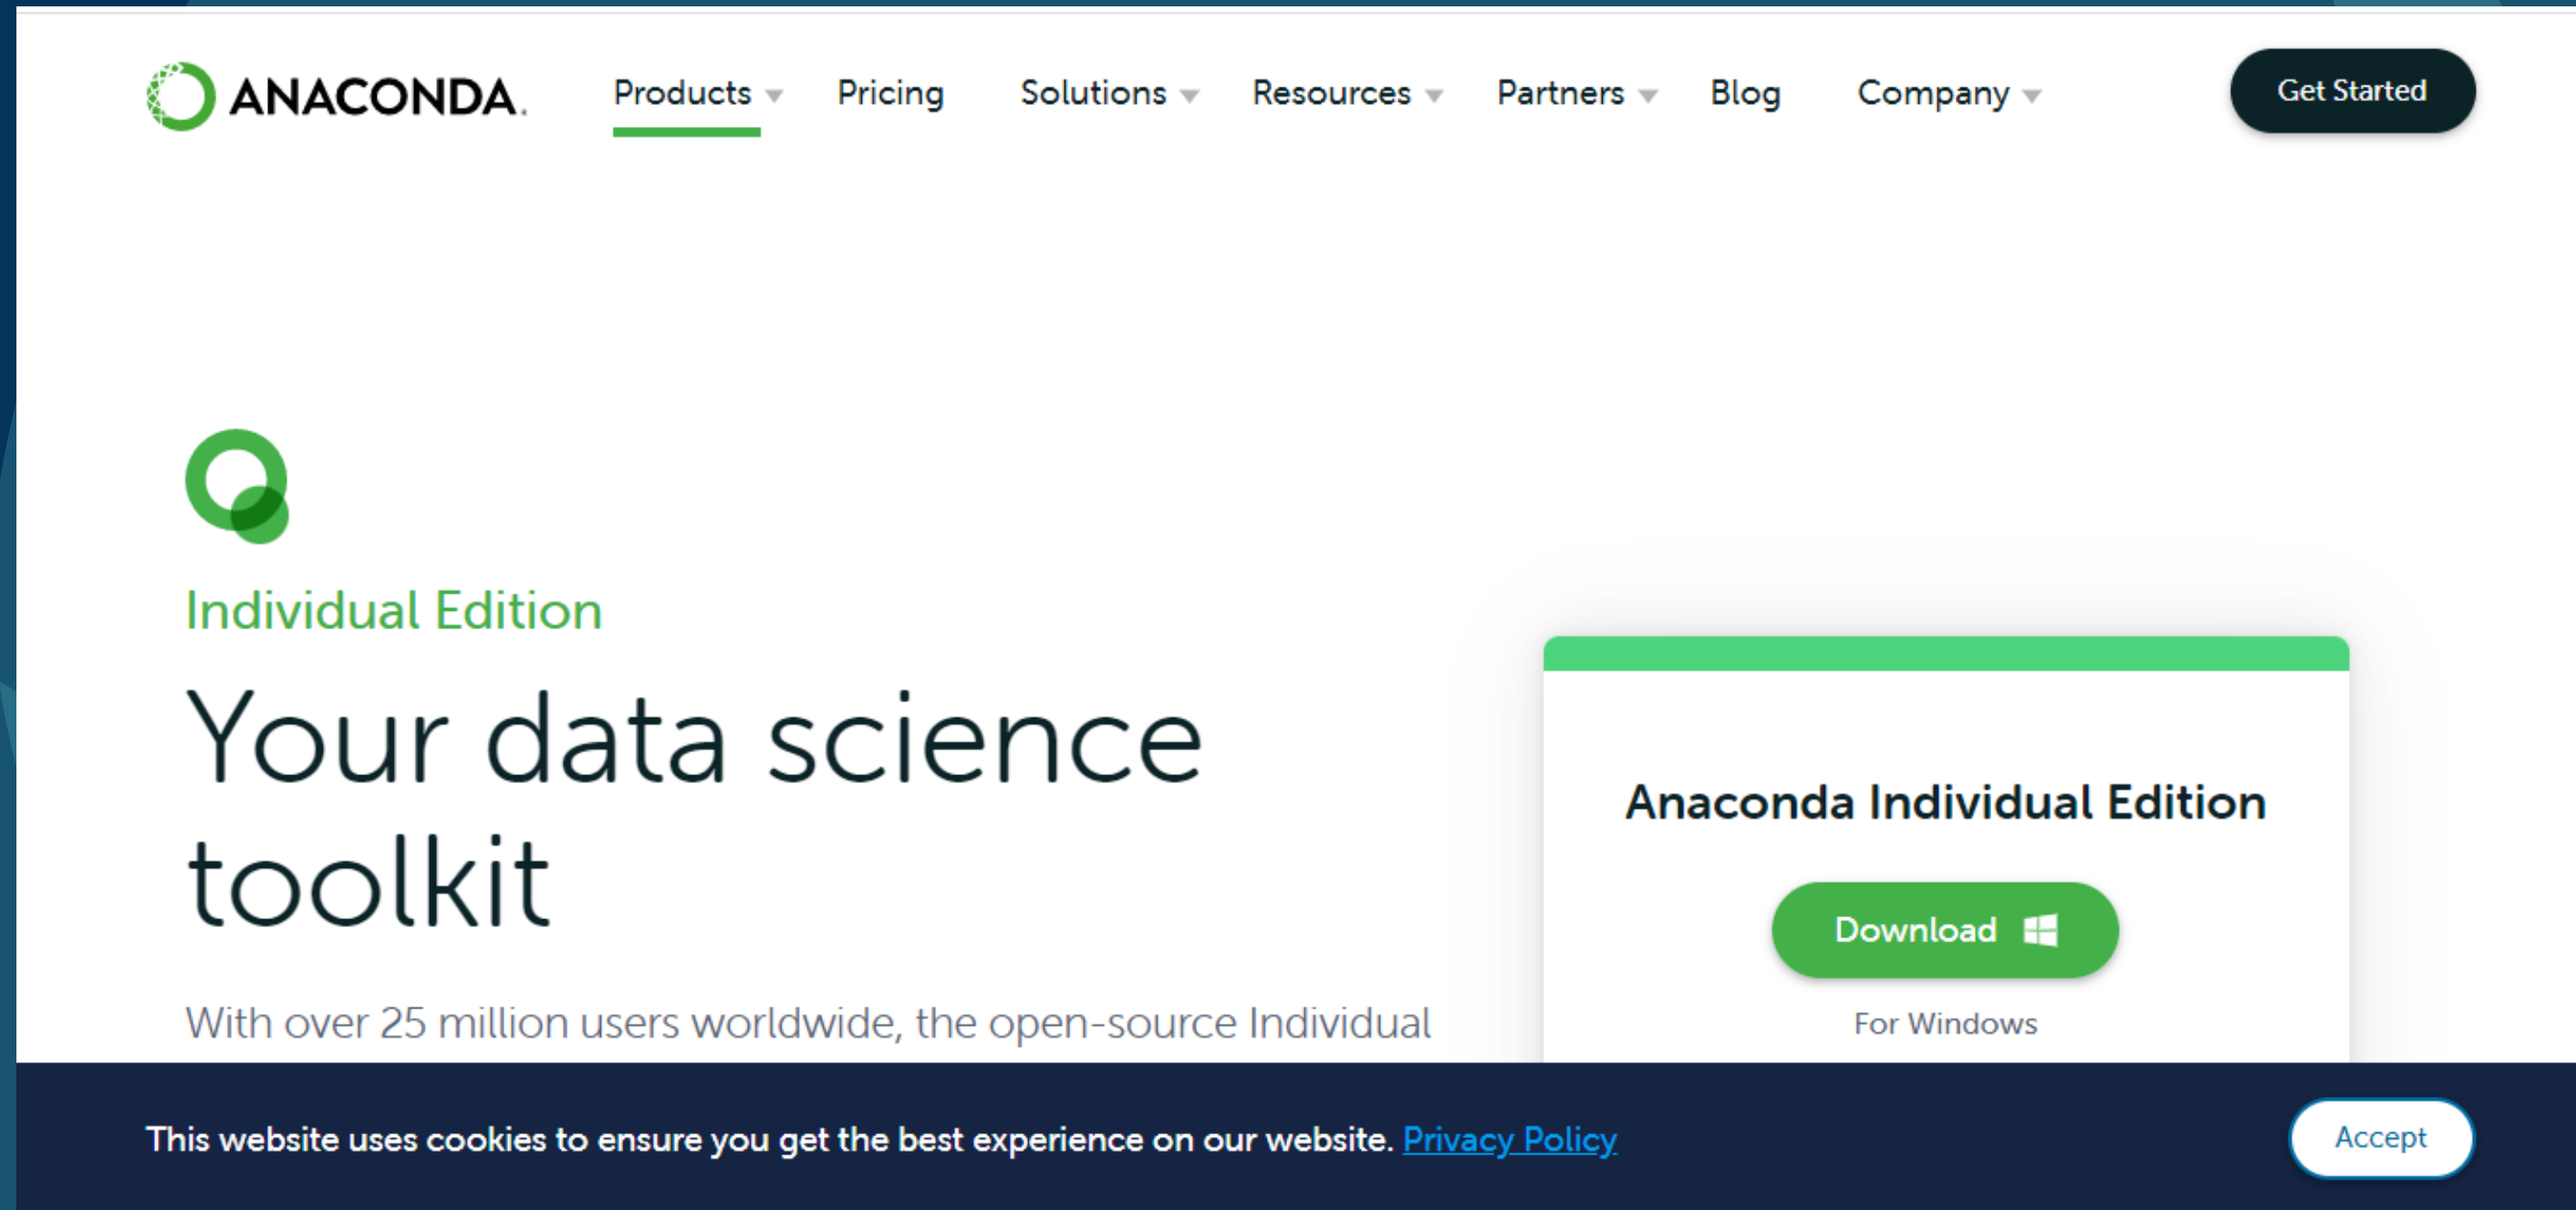 ANACONDA.
Products Pricing Solutions Resources Partners Blog Company Get Started
Individual Edition
Your data science
toolkit
With over 25 million users worldwide, the open-source Individual
Anaconda Individual Edition
Download
For Windows
This website uses cookies to ensure you get the best experience on our website. Privacy Policy
Accept